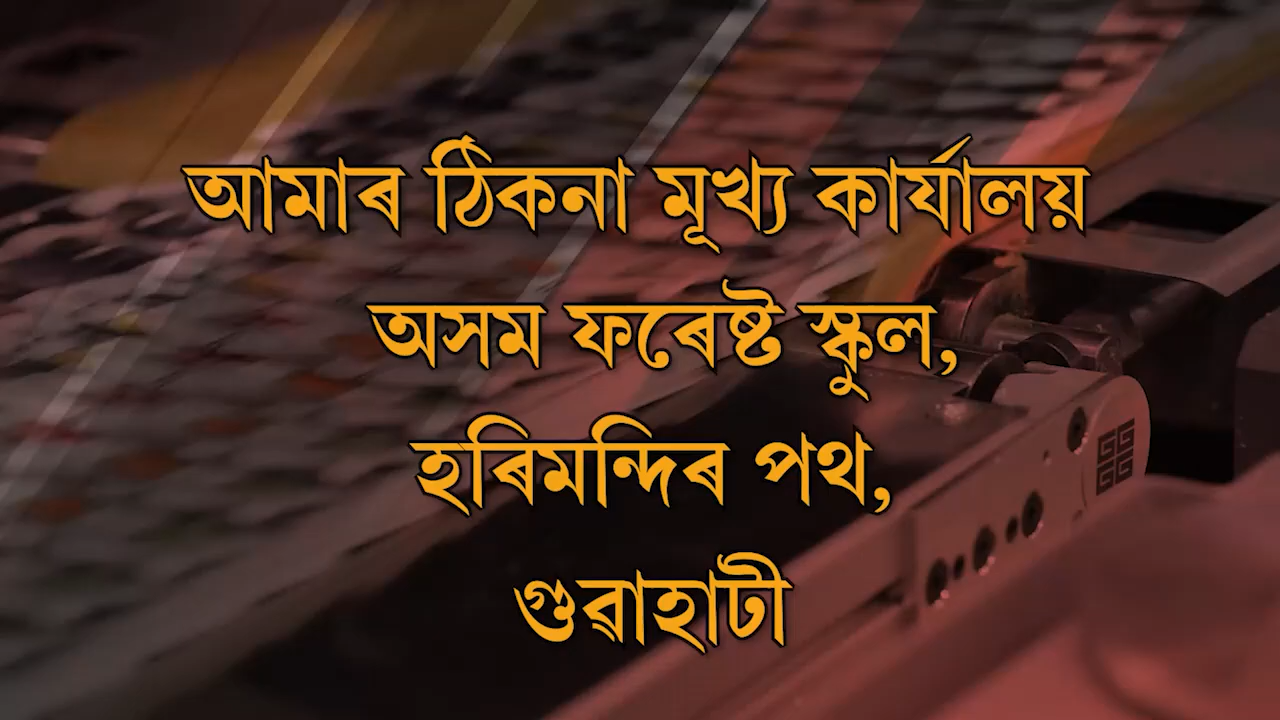 আমাৰ ঠিকনা মূখ্য কাৰ্যালয়
অসম ফৰেষ্ট স্কুল,
হৰিমন্দিৰ পথ,
গুৱাহাটী